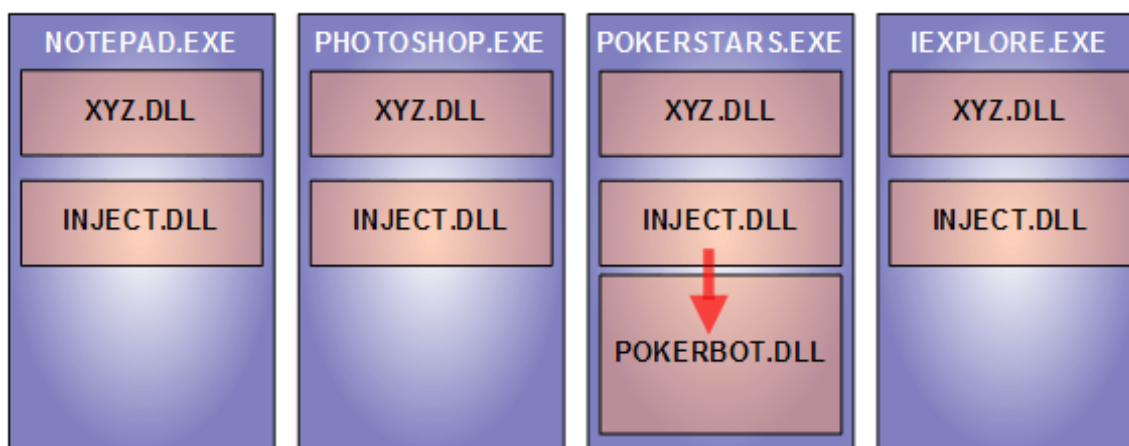 NOTEPAD.EXE
XYZ.DLL
INJECT.DLL
PHOTOSHOP.EXE
XYZ.DLL
INJECT.DLL
POKERSTARS.EXE
XYZ.DLL
INJECT.DLL
POKERBOT.DLL
IEXPLORE.EXE
XYZ.DLL
INJECT.DLL